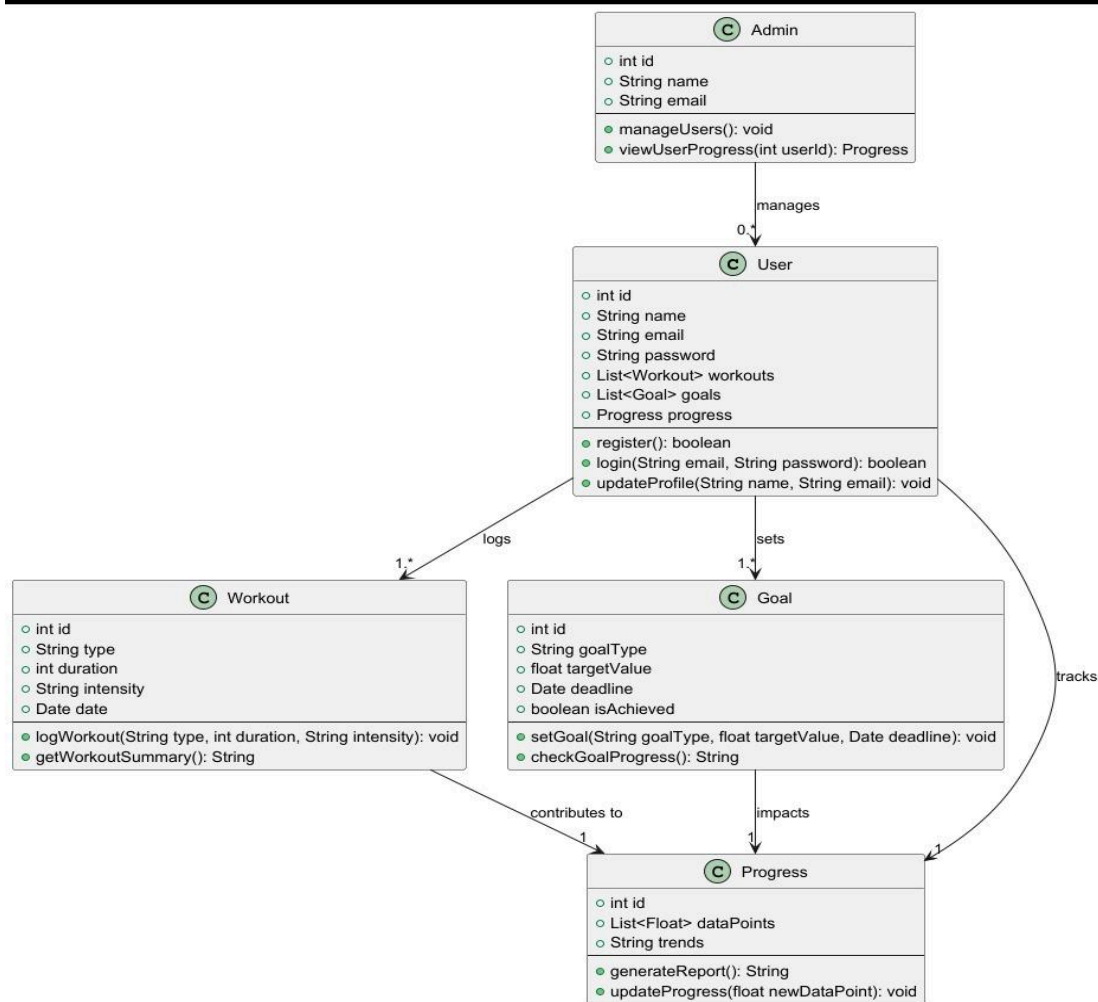 C Admin
int id
String name
String email
manageUsers(): void
viewUserProgress(int userId): Progress
manages
0.*
C User
int id
String name
String email
String password
List<Workout> workouts
List<Goal> goals
Progress progress
register(): boolean
login(String email, String password): boolean
updateProfile(String name, String email): void
logs
sets
1.*
1.*
C Workout
int id
String type
int duration
String intensity
Date date
logWorkout(String type, int duration, String intensity): void
getWorkoutSummary(): String
C Goal
int id
String goalType
float targetValue
Date deadline
boolean isAchieved
setGoal(String goalType, float targetValue, Date deadline): void
checkGoalProgress(): String
tracks
contributes to
impacts
1
1
1
C Progress
int id
List<Float> dataPoints
String trends
generateReport(): String
updateProgress(float newDataPoint): void